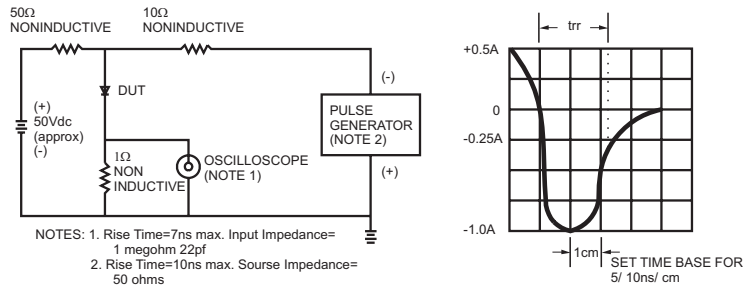 50Ω
NONINDUCTIVE
10Ω
NONINDUCTIVE
(+)
50Vdc
(approx)
(-)
DUT
1Ω
NON
INDUCTIVE
OSCILLOSCOPE
(NOTE 1)
(-)
PULSE
GENERATOR
(NOTE 2)
(+)
NOTES: 1. Rise Time=7ns max. Input Impedance=
1 megohm 22pf
2. Rise Time=10ns max. Sourse Impedance=
50 ohms
trr
+0.5A
0
-0.25A
-1.0A
1cm
SET TIME BASE FOR
5/ 10ns/ cm